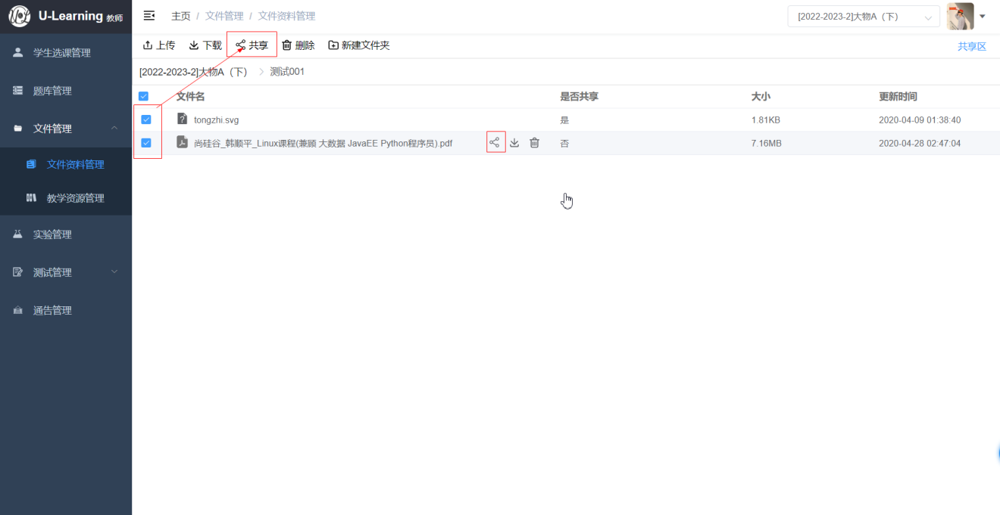 U-Learning 教师
主页 / 文件管理 / 文件资料管理
[2022-2023-2]大物A（下）
学生选课管理
题库管理
文件管理
文件资料管理
教学资源管理
实验管理
测试管理
通告管理
上传 下载 共享 删除 新建文件夹
共享区
[2022-2023-2]大物A（下） 测试001
文件名 是否共享 大小 更新时间
tongzhi.svg 是 1.81KB 2020-04-09 01:38:40
尚硅谷_韩顺平_Linux课程(兼顾 大数据 JavaEE Python程序员).pdf 否 7.16MB 2020-04-28 02:47:04